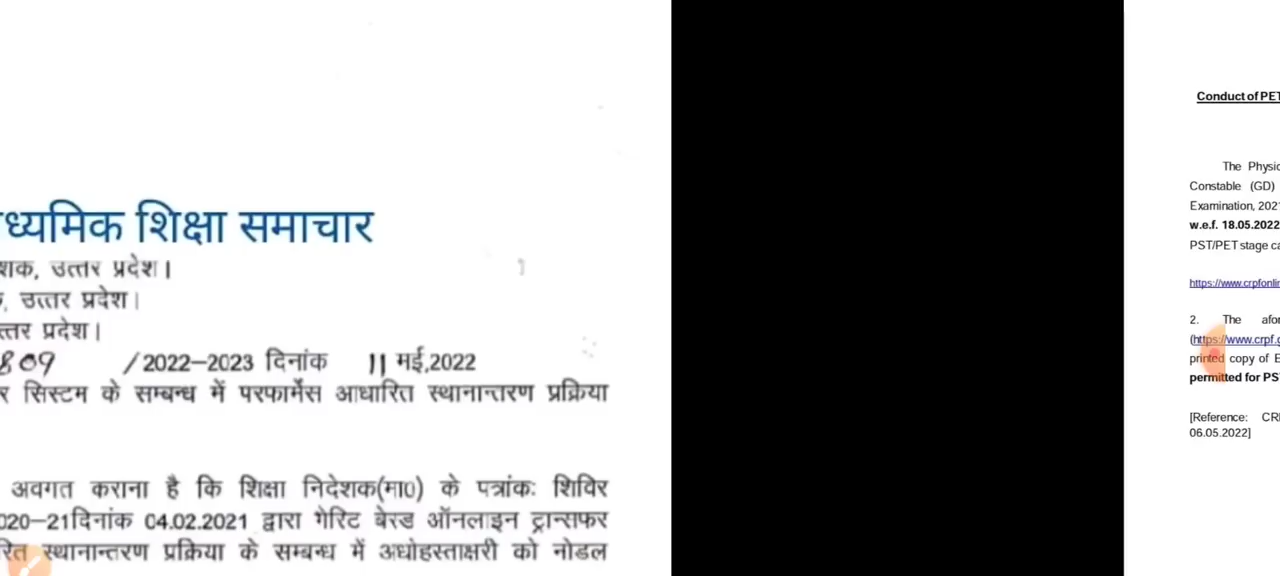 ध्यमिक शिक्षा समाचार
शक, उत्तर प्रदेश।
, उत्तर प्रदेश।
त्तर प्रदेश।
809 /2022–2023 दिनांक 11 मई,2022
र सिस्टम के सम्बन्ध में परफार्मेस आधारित स्थानान्तरण प्रक्रिया
अवगत कराना है कि शिक्षा निदेशक(मा0) के पत्रांकः शिविर
020–21दिनांक 04.02.2021 द्वारा मेरिट बेस्ड ऑनलाइन ट्रान्सफर
रित स्थानान्तरण प्रक्रिया के सम्बन्ध में अधोहस्ताक्षरी को नोडल
Conduct of PET
The Physic
Constable (GD)
Examination, 2021
w.e.f. 18.05.2022
PST/PET stage ca
https://www.crpfonlin
2. The afor
(https://www.crpf.g
printed copy of E
permitted for PS
[Reference: CR
06.05.2022]